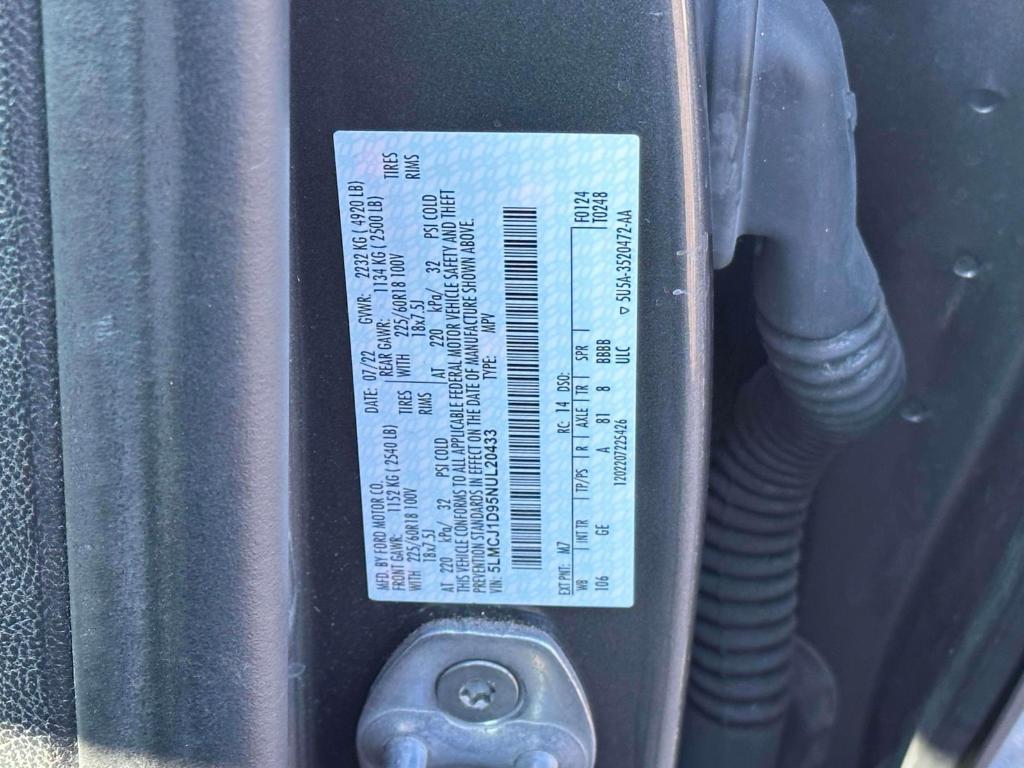 MFD. BY FORD MOTOR CO. DATE: 07/22 GVWR: 2232 KG ( 4920 LB)
FRONT GAWR: 1152 KG ( 2540 LB) REAR GAWR: 1134 KG ( 2500 LB)
WITH 225/60R18 100V TIRES WITH 225/60R18 100V TIRES
18x7.5J RIMS 18x7.5J RIMS
AT 220 kPa/ 32 PSI COLD AT 220 kPa/ 32 PSI COLD
THIS VEHICLE CONFORMS TO ALL APPLICABLE FEDERAL MOTOR VEHICLE SAFETY AND THEFT
PREVENTION STANDARDS IN EFFECT ON THE DATE OF MANUFACTURE SHOWN ABOVE.
VIN: 5LMCJ1D95NUL20433 TYPE: MPV
EXT PNT: M7 RC: 14 DSO: F0124
WB INT TR TP/PS R AXLE TR SPR T0248
106 GE A 81 8 BBBB
1202207225426 ULC ▽ 5U5A-3520472-AA